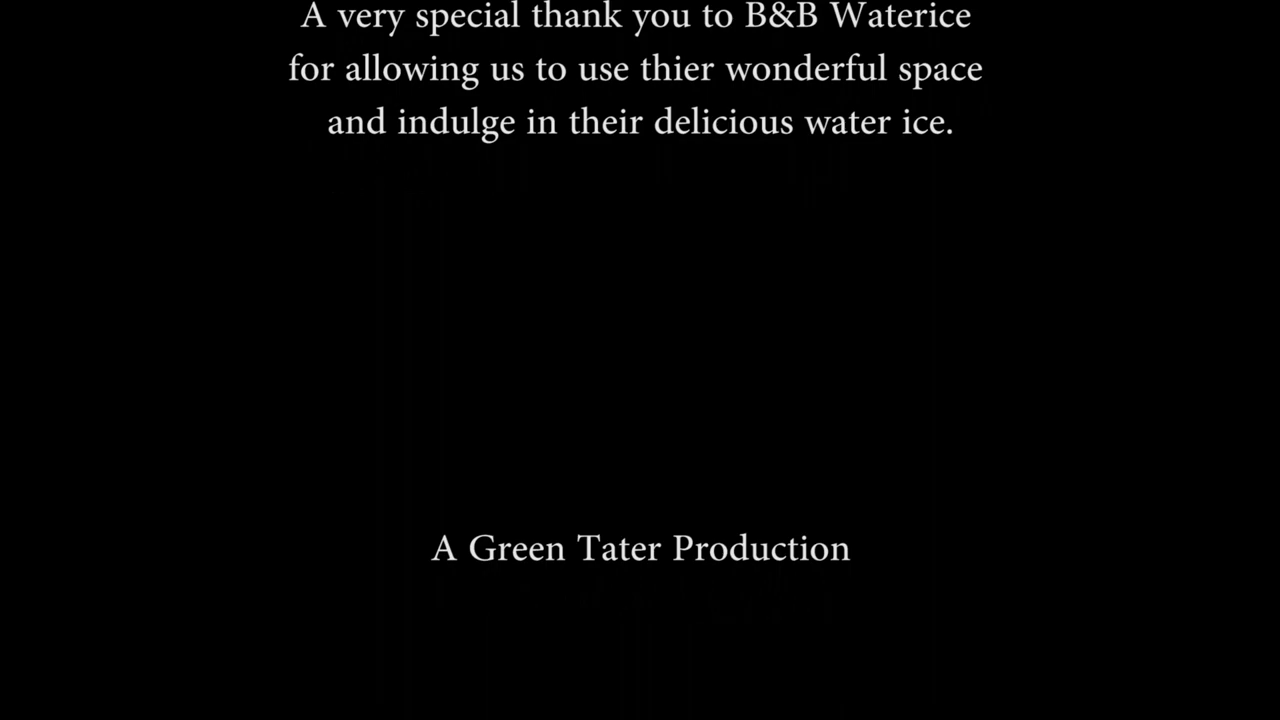 A very special thank you to B&B Waterice
for allowing us to use thier wonderful space
and indulge in their delicious water ice.
A Green Tater Production